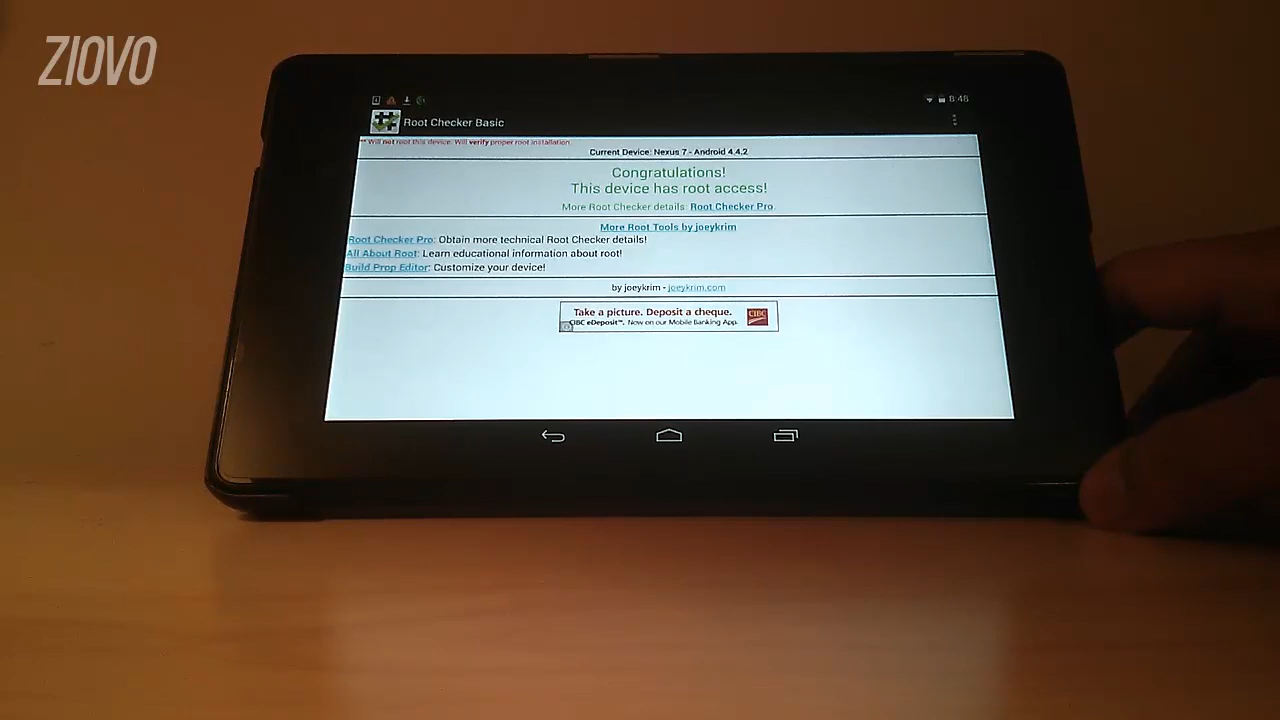 ZIOVO
8:48
Root Checker Basic
** Will not root this device. Will verify proper root installation.
Current Device: Nexus 7 - Android 4.4.2
Congratulations!
This device has root access!
More Root Checker details: Root Checker Pro.
More Root Tools by joeykrim
Root Checker Pro: Obtain more technical Root Checker details!
All About Root: Learn educational information about root!
Build Prop Editor: Customize your device!
by joeykrim - joeykrim.com
Take a picture. Deposit a cheque.
CIBC eDeposit™. Now on our Mobile Banking App.
CIBC